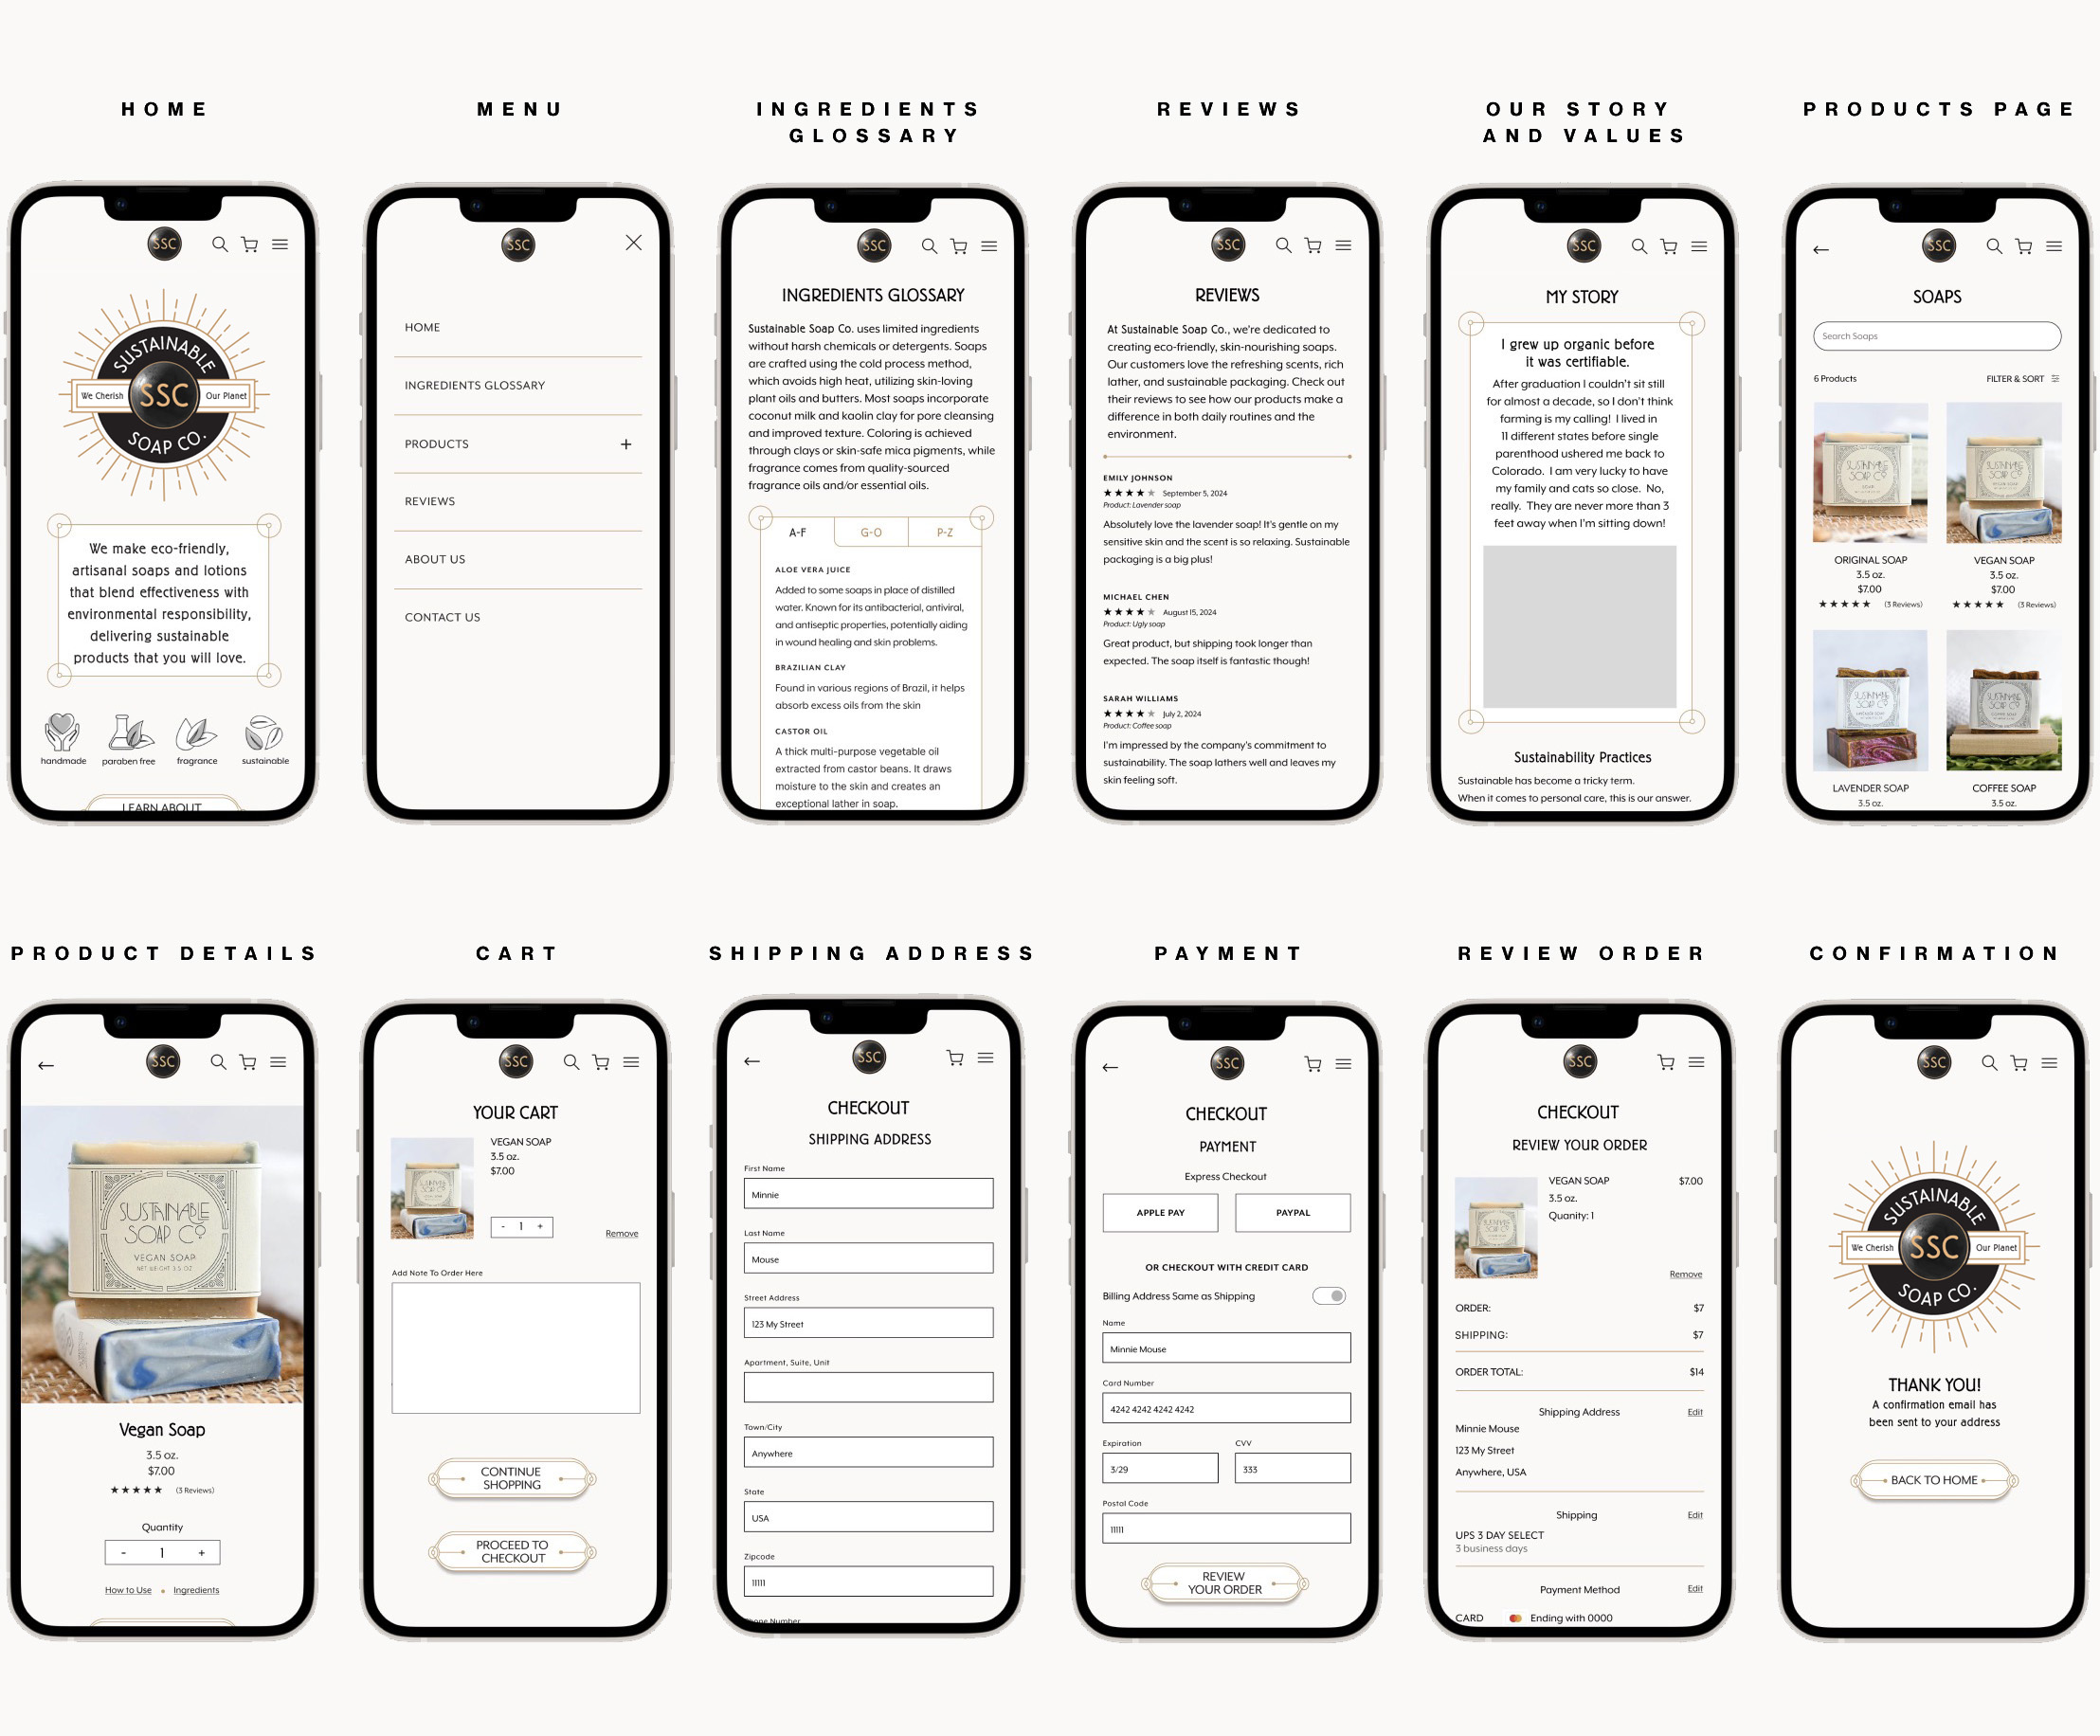 HOME
MENU
INGREDIENTS
GLOSSARY
REVIEWS
OUR STORY
AND VALUES
PRODUCTS PAGE
SSC
SUSTAINABLE
We Cherish
SSC
Our Planet
SOAP CO.
We make eco-friendly,
artisanal soaps and lotions
that blend effectiveness with
environmental responsibility,
delivering sustainable
products that you will love.
handmade
paraben free
fragrance
sustainable
LEARN ABOUT
SSC
HOME
INGREDIENTS GLOSSARY
PRODUCTS +
REVIEWS
ABOUT US
CONTACT US
SSC
INGREDIENTS GLOSSARY
Sustainable Soap Co. uses limited ingredients
without harsh chemicals or detergents. Soaps
are crafted using the cold process method,
which avoids high heat, utilizing skin-loving
plant oils and butters. Most soaps incorporate
coconut milk and kaolin clay for pore cleansing
and improved texture. Coloring is achieved
through clays or skin-safe mica pigments, while
fragrance comes from quality-sourced
fragrance oils and/or essential oils.
A-F
G-O
P-Z
ALOE VERA JUICE
Added to some soaps in place of distilled
water. Known for its antibacterial, antiviral,
and antiseptic properties, potentially aiding
in wound healing and skin problems.
BRAZILIAN CLAY
Found in various regions of Brazil, it helps
absorb excess oils from the skin
CASTOR OIL
A thick multi-purpose vegetable oil
extracted from castor beans. It draws
moisture to the skin and creates an
exceptional lather in soap.
SSC
REVIEWS
At Sustainable Soap Co., we're dedicated to
creating eco-friendly, skin-nourishing soaps.
Our customers love the refreshing scents, rich
lather, and sustainable packaging. Check out
their reviews to see how our products make a
difference in both daily routines and the
environment.
EMILY JOHNSON
★★★★★ September 5, 2024
Product: Lavender soap
Absolutely love the lavender soap! It's gentle on my
sensitive skin and the scent is so relaxing. Sustainable
packaging is a big plus!
MICHAEL CHEN
★★★★★ August 15, 2024
Product: Ugly soap
Great product, but shipping took longer than
expected. The soap itself is fantastic though!
SARAH WILLIAMS
★★★★★ July 2, 2024
Product: Coffee soap
I'm impressed by the company's commitment to
sustainability. The soap lathers well and leaves my
skin feeling soft.
SSC
MY STORY
I grew up organic before
it was certifiable.
After graduation I couldn't sit still
for almost a decade, so I don't think
farming is my calling! I lived in
11 different states before single
parenthood ushered me back to
Colorado. I am very lucky to have
my family and cats so close. No,
really. They are never more than 3
feet away when I'm sitting down!
Sustainability Practices
Sustainable has become a tricky term.
When it comes to personal care, this is our answer.
SSC
SOAPS
Search Soaps
6 Products
FILTER & SORT
SUSTAINABLE
SOAP CO
SUSTAINABLE
SOAP CO
ORIGINAL SOAP
3.5 oz.
$7.00
★★★★★ (3 Reviews)
VEGAN SOAP
3.5 oz.
$7.00
★★★★★ (3 Reviews)
SUSTAINABLE
SOAP CO
SUSTAINABLE
SOAP CO
LAVENDER SOAP
3.5 oz.
COFFEE SOAP
3.5 oz.
PRODUCT DETAILS
CART
SHIPPING ADDRESS
PAYMENT
REVIEW ORDER
CONFIRMATION
SSC
SUSTAINABLE
SOAP CO
VEGAN SOAP
NET WEIGHT 3.5 OZ
Vegan Soap
3.5 oz.
$7.00
★★★★★ (3 Reviews)
Quantity
- 1 +
How to Use • Ingredients
SSC
YOUR CART
VEGAN SOAP
3.5 oz.
$7.00
SUSTAINABLE
SOAP CO
- 1 +
Remove
Add Note To Order Here
CONTINUE
SHOPPING
PROCEED TO
CHECKOUT
SSC
CHECKOUT
SHIPPING ADDRESS
First Name
Minnie
Last Name
Mouse
Street Address
123 My Street
Apartment, Suite, Unit
Town/City
Anywhere
State
USA
Zipcode
11111
Phone Number
SSC
CHECKOUT
PAYMENT
Express Checkout
APPLE PAY
PAYPAL
OR CHECKOUT WITH CREDIT CARD
Billing Address Same as Shipping
Name
Minnie Mouse
Card Number
4242 4242 4242 4242
Expiration
CVV
3/29
333
Postal Code
11111
REVIEW
YOUR ORDER
SSC
CHECKOUT
REVIEW YOUR ORDER
VEGAN SOAP $7.00
3.5 oz.
Quanity: 1
SUSTAINABLE
SOAP CO
Remove
ORDER: $7
SHIPPING: $7
ORDER TOTAL: $14
Shipping Address Edit
Minnie Mouse
123 My Street
Anywhere, USA
Shipping Edit
UPS 3 DAY SELECT
3 business days
Payment Method Edit
CARD Ending with 0000
SSC
SUSTAINABLE
We Cherish
SSC
Our Planet
SOAP CO.
THANK YOU!
A confirmation email has
been sent to your address
BACK TO HOME